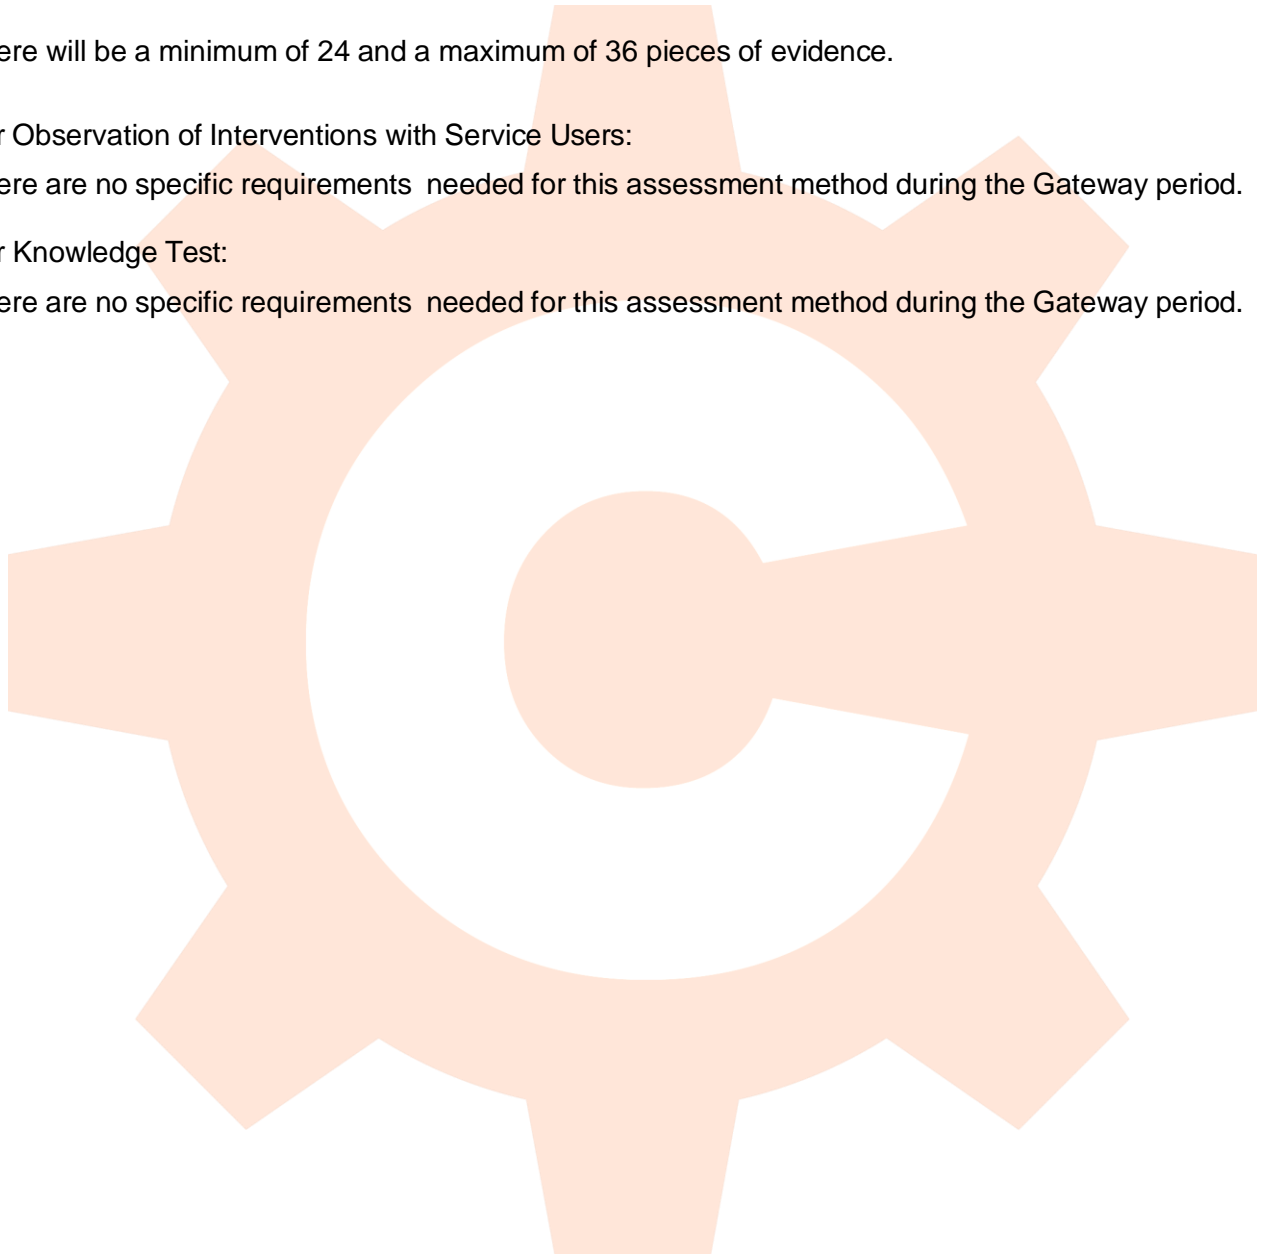 ere will be a minimum of 24 and a maximum of 36 pieces of evidence.
r Observation of Interventions with Service Users:
ere are no specific requirements needed for this assessment method during the Gateway period.
r Knowledge Test:
ere are no specific requirements needed for this assessment method during the Gateway period.